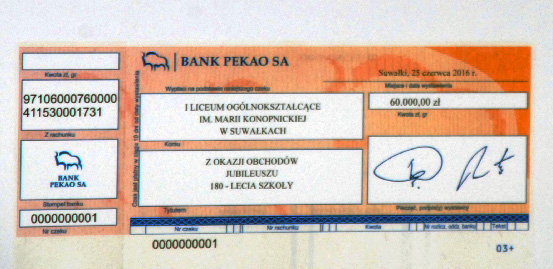 Kwota zł, gr
97106000760000
411530001731
Z rachunku
BANK
PEKAO SA
Stempel banku
0000000001
Nr czeku
BANK PEKAO SA
Suwałki, 25 czerwca 2016 r.
Miejsce i data wystawienia
Wypłaci na podstawie niniejszego czeku
I LICEUM OGÓLNOKSZTAŁCĄCE
IM. MARII KONOPNICKIEJ
W SUWAŁKACH
Komu
60.000,00 zł
Kwota zł, gr
Z OKAZJI OBCHODÓW
JUBILEUSZU
180 - LECIA SZKOŁY
Tytułem
Pieczęć, podpis(y) wystawcy
Nr czeku
Nr rachunku
Kwota
Nr rozlicz. oddz. banku
Tekst
0000000001
03+